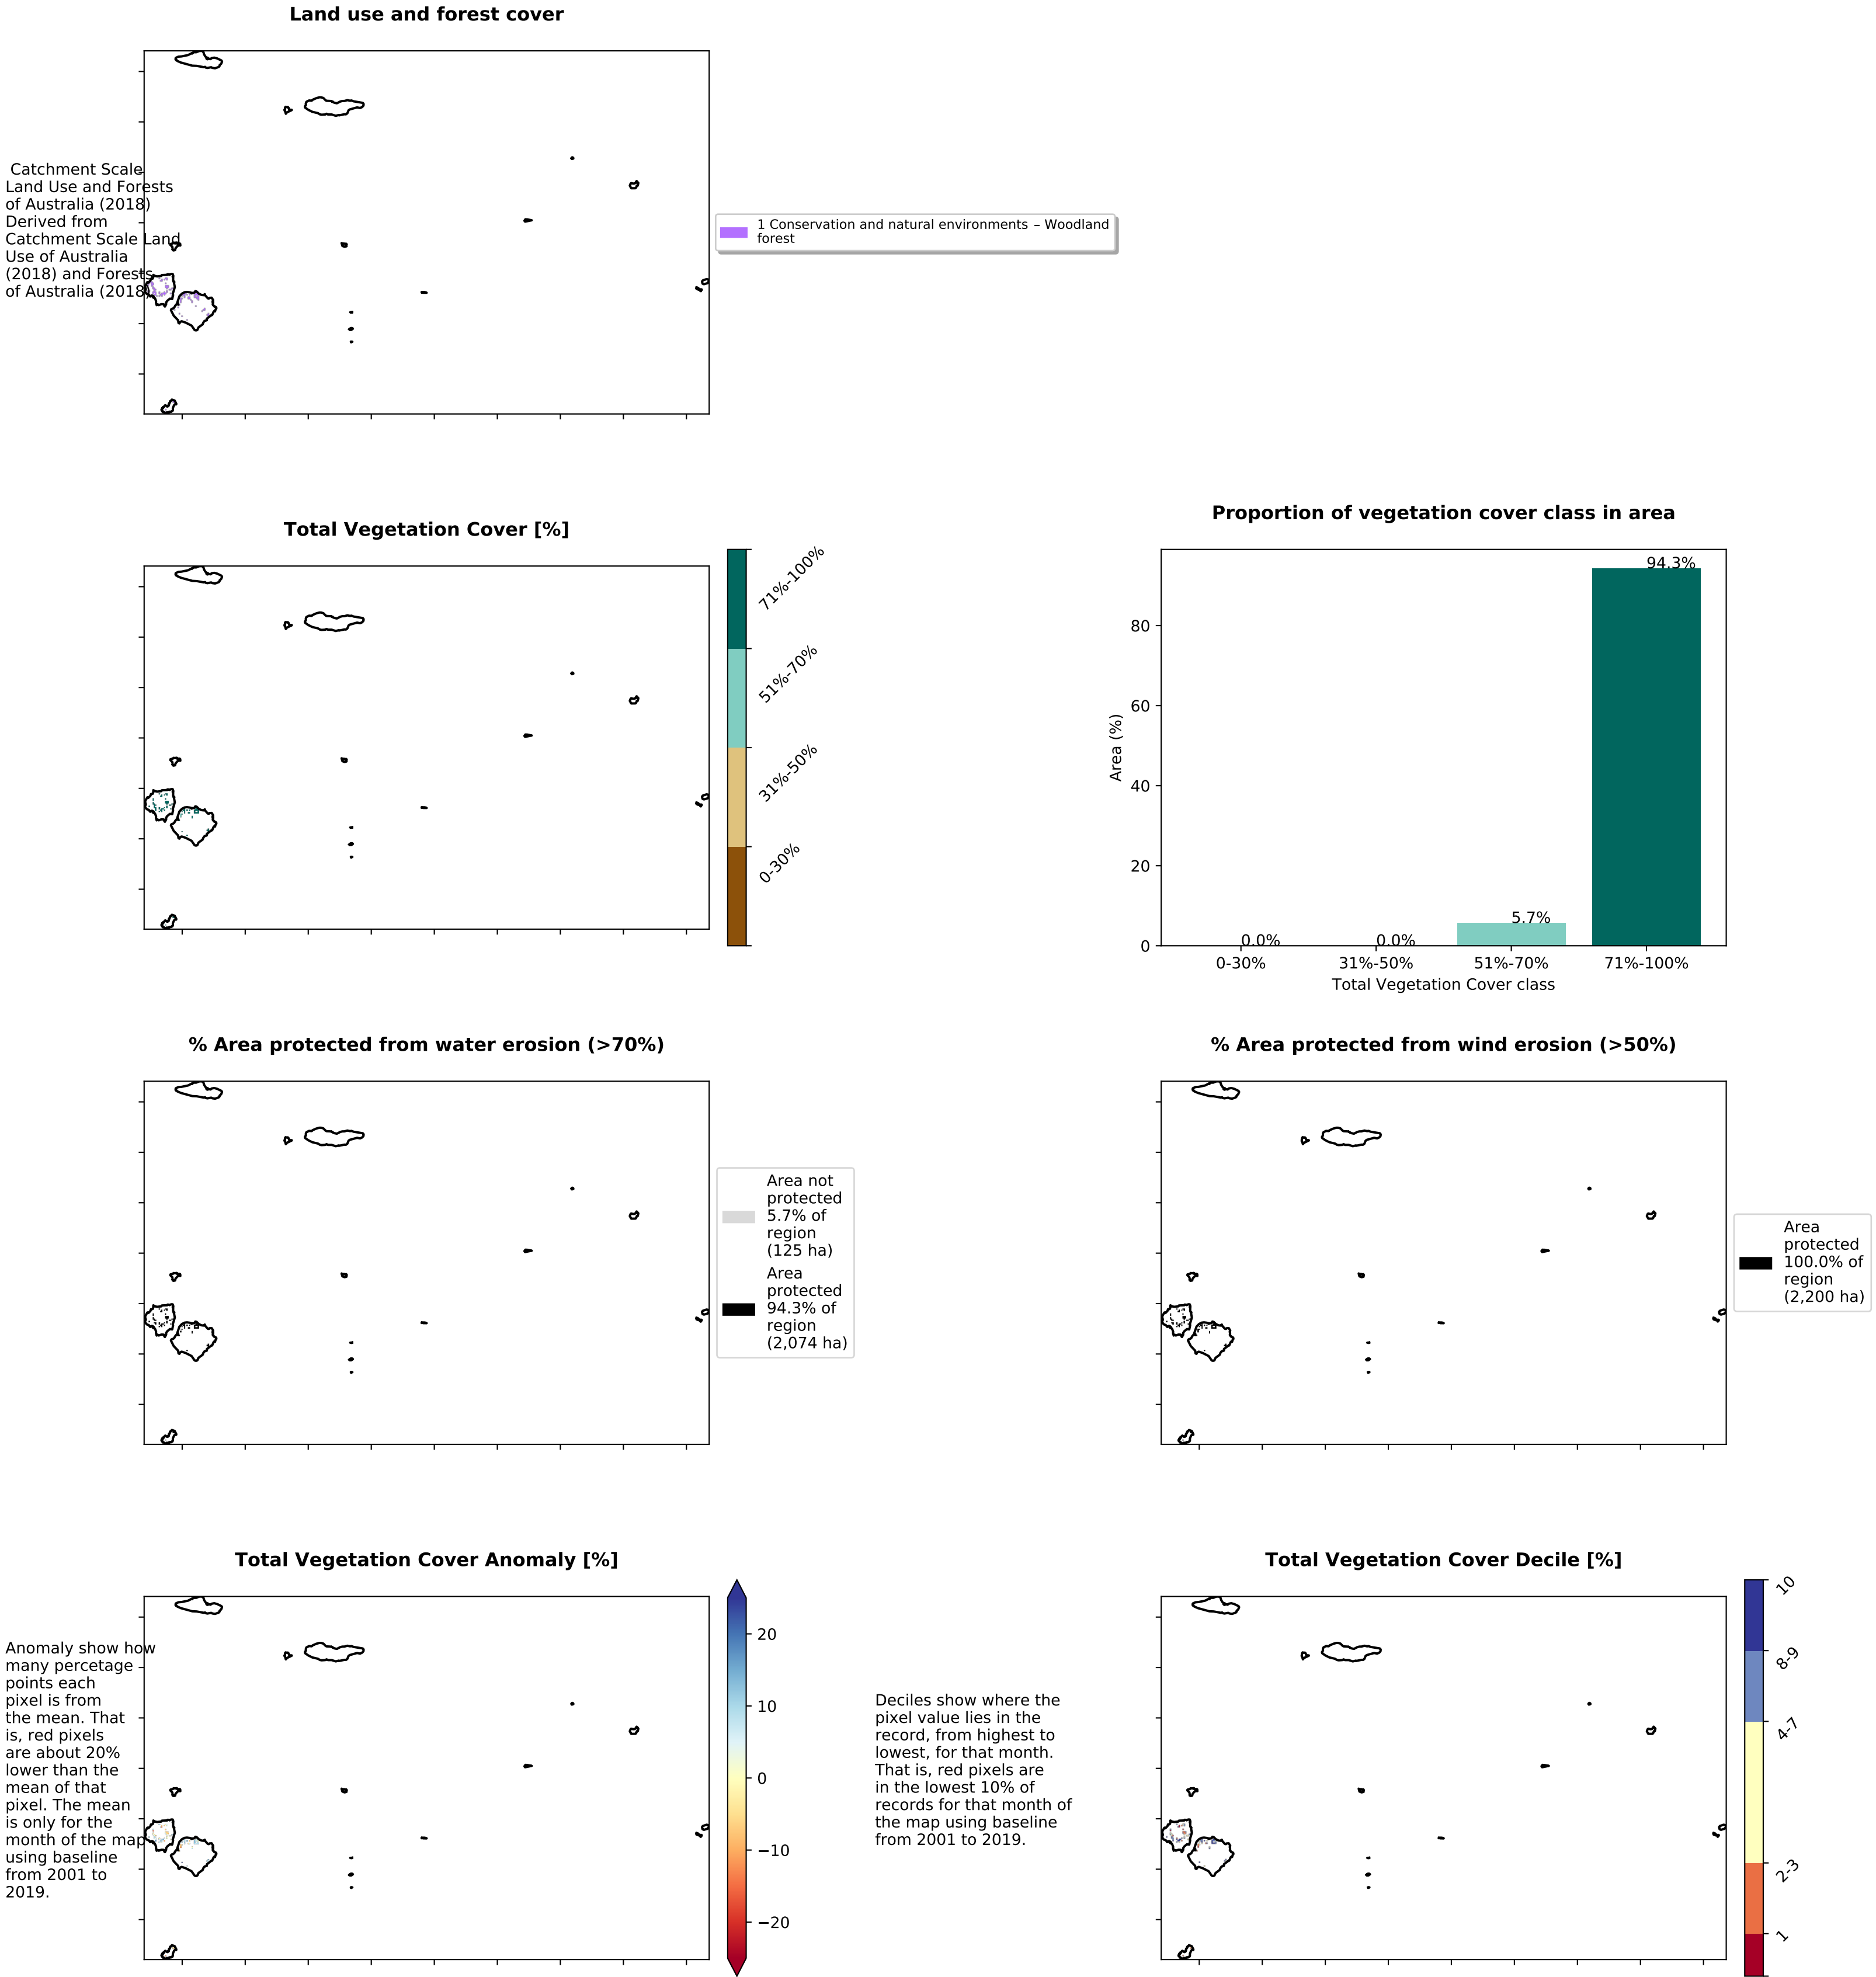 Land use and forest cover
Catchment Scale
Land Use and Forests
of Australia (2018)
Derived from
Catchment Scale Land
Use of Australia
(2018) and Forests
of Australia (2018)
1 Conservation and natural environments – Woodland
forest
Total Vegetation Cover [%]
71%-100%
51%-70%
31%-50%
0-30%
Proportion of vegetation cover class in area
Area (%)
80
60
40
20
0
0.0%
0.0%
5.7%
94.3%
0-30%
31%-50%
51%-70%
71%-100%
Total Vegetation Cover class
% Area protected from water erosion (>70%)
Area not
protected
5.7% of
region
(125 ha)
Area
protected
94.3% of
region
(2,074 ha)
% Area protected from wind erosion (>50%)
Area
protected
100.0% of
region
(2,200 ha)
Total Vegetation Cover Anomaly [%]
Anomaly show how
many percetage
points each
pixel is from
the mean. That
is, red pixels
are about 20%
lower than the
mean of that
pixel. The mean
is only for the
month of the map
using baseline
from 2001 to
2019.
20
10
0
−10
−20
Total Vegetation Cover Decile [%]
Deciles show where the
pixel value lies in the
record, from highest to
lowest, for that month.
That is, red pixels are
in the lowest 10% of
records for that month of
the map using baseline
from 2001 to 2019.
10
8-9
4-7
2-3
1